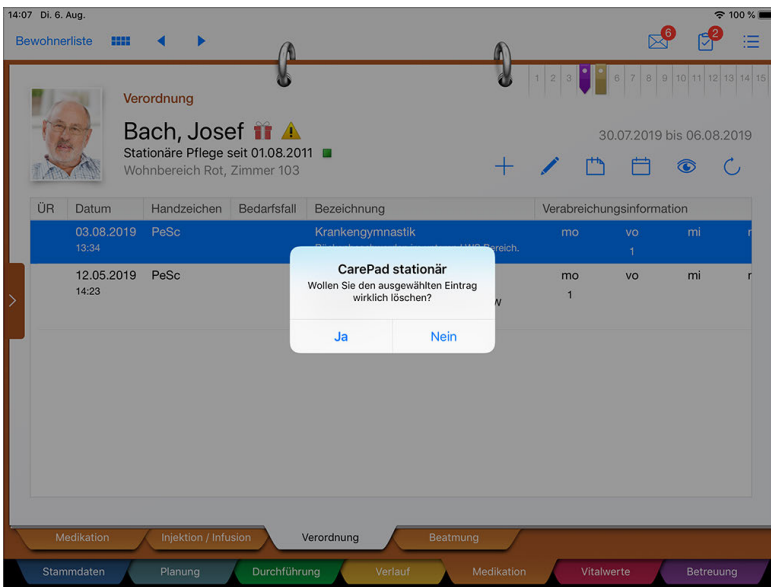 14:07 Di. 6. Aug. 100 %
Bewohnerliste 6 2
1 2 3 6 7 8 9 10 11 12 13 14 15
Verordnung
Bach, Josef
30.07.2019 bis 06.08.2019
Stationäre Pflege seit 01.08.2011
Wohnbereich Rot, Zimmer 103
ÜR Datum Handzeichen Bedarfsfall Bezeichnung Verabreichungsinformation
03.08.2019 PeSc Krankengymnastik mo vo mi
13:34 Bereich. 1
12.05.2019 PeSc mo vo mi
14:23 1
CarePad stationär
Wollen Sie den ausgewählten Eintrag
wirklich löschen?
Ja Nein
Medikation Injektion / Infusion Verordnung Beatmung
Stammdaten Planung Durchführung Verlauf Medikation Vitalwerte Betreuung